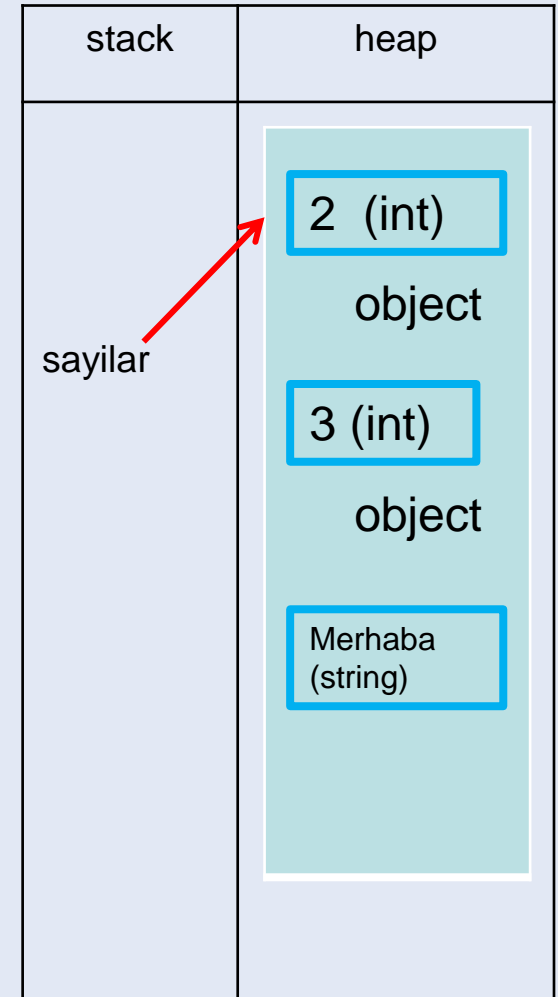 stack
heap
2 (int)
object
sayilar
3 (int)
object
Merhaba
(string)